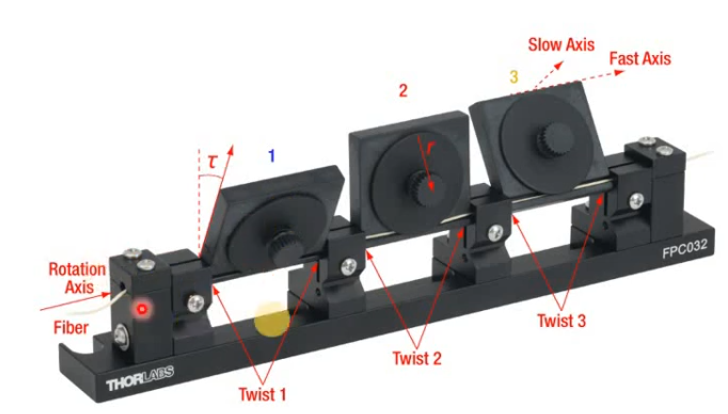 Slow Axis
Fast Axis
3
2
1
τ
r
Rotation
Axis
Fiber
FPC032
Twist 3
Twist 2
Twist 1
THORLABS